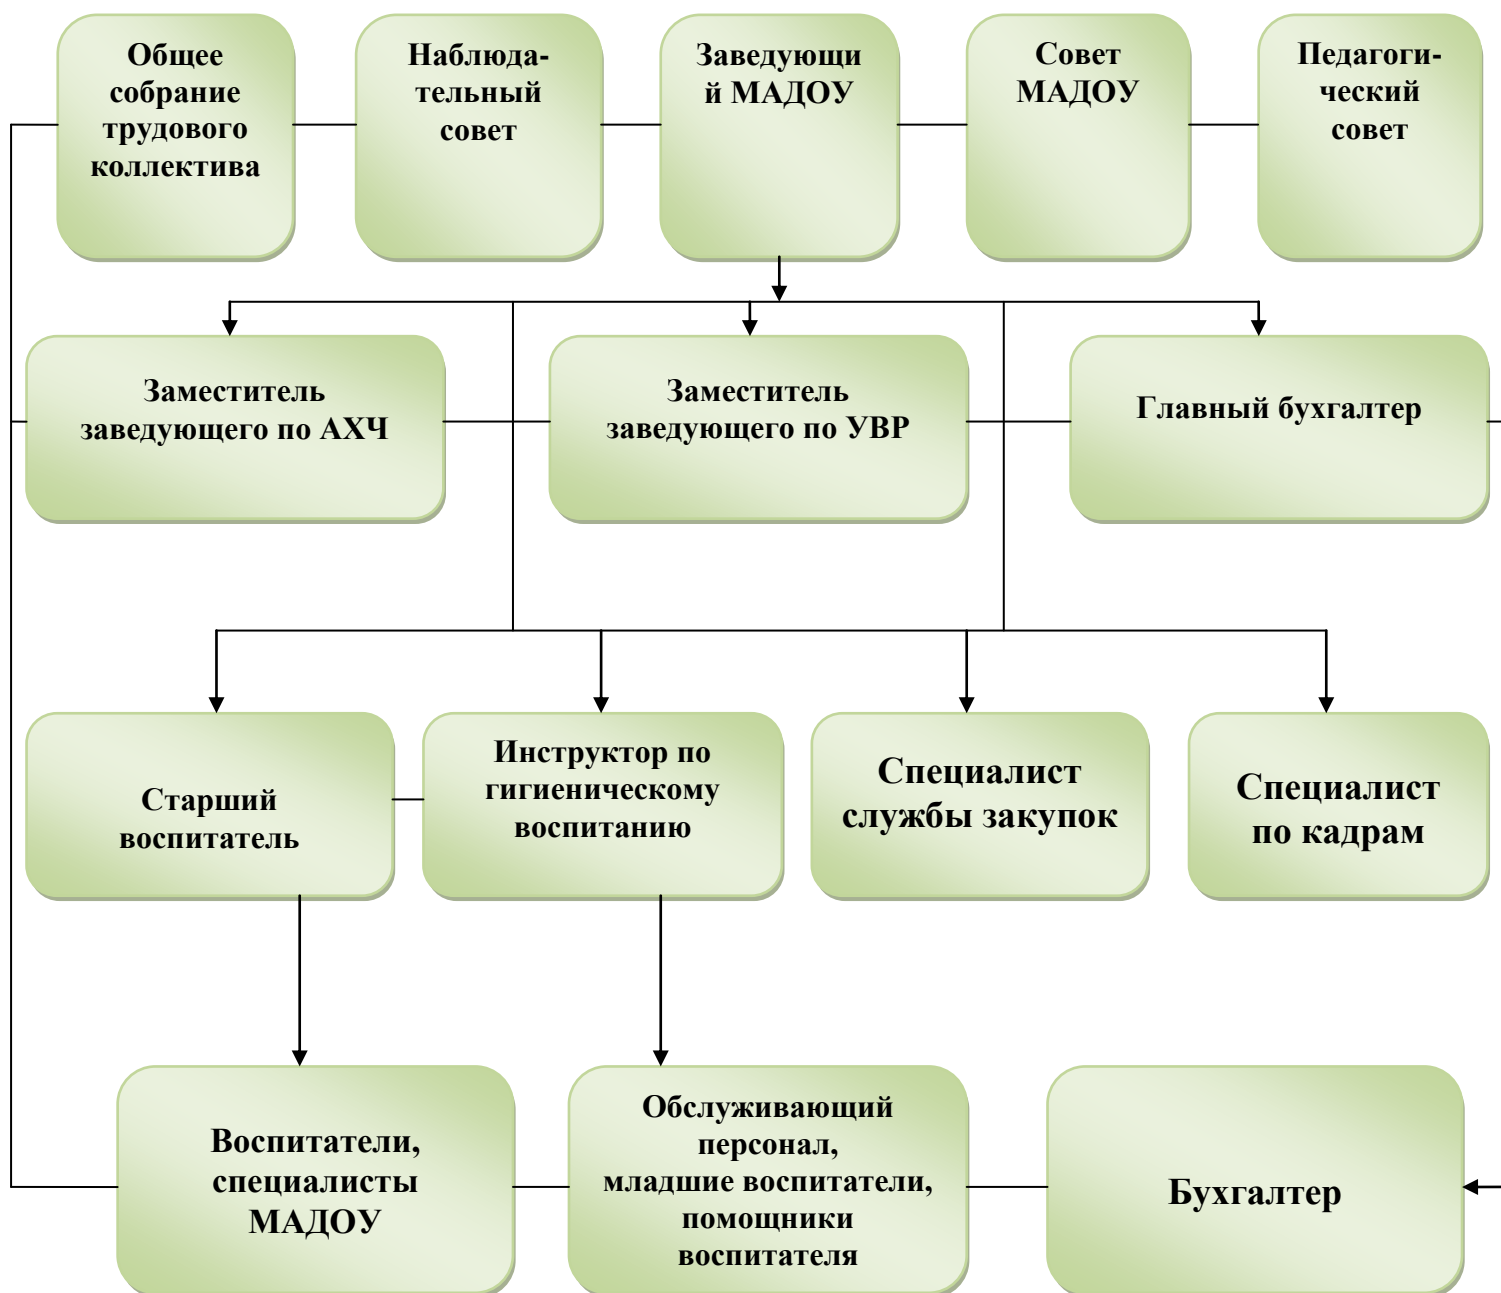 Общее
собрание
трудового
коллектива
Наблюда-
тельный
совет
Заведующи
й МАДОУ
Совет
МАДОУ
Педагоги-
ческий
совет
Заместитель
заведующего по АХЧ
Заместитель
заведующего по УВР
Главный бухгалтер
Старший
воспитатель
Инструктор по
гигиеническому
воспитанию
Специалист
службы закупок
Специалист
по кадрам
Воспитатели,
специалисты
МАДОУ
Обслуживающий
персонал,
младшие воспитатели,
помощники
воспитателя
Бухгалтер